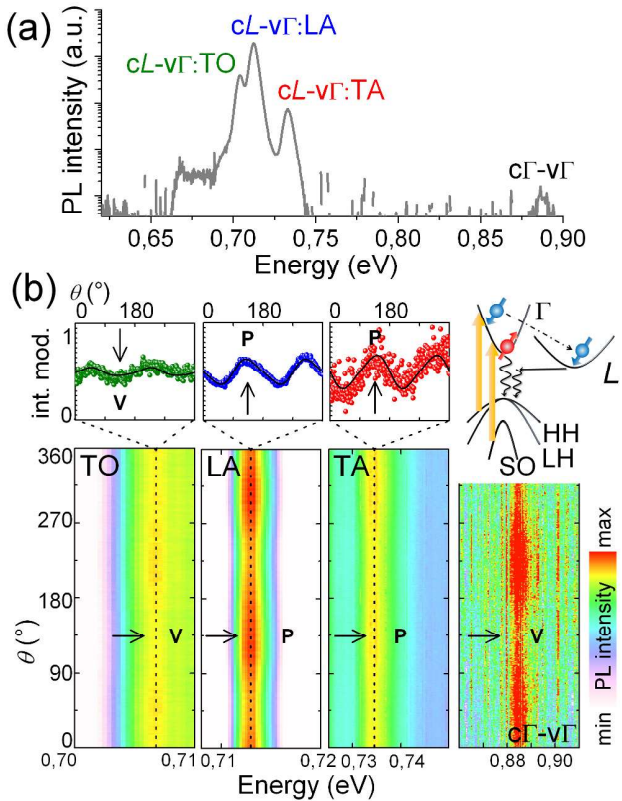 (a)
PL intensity (a.u.)
cL-vΓ:LA
cL-vΓ:TO
cL-vΓ:TA
cΓ-vΓ
0,65 0,70 0,75 0,80 0,85 0,90
Energy (eV)
(b)
θ(°)
0 180 0 180 0 180
int. mod.
1
0
V
P
P
Γ
L
HH
LH
SO
TO
LA
TA
360
270
180
90
0
θ(°)
V
P
P
V
cΓ-vΓ
0,70 0,71
0,71 0,72
0,73 0,74
0,88 0,90
Energy (eV)
min PL intensity max